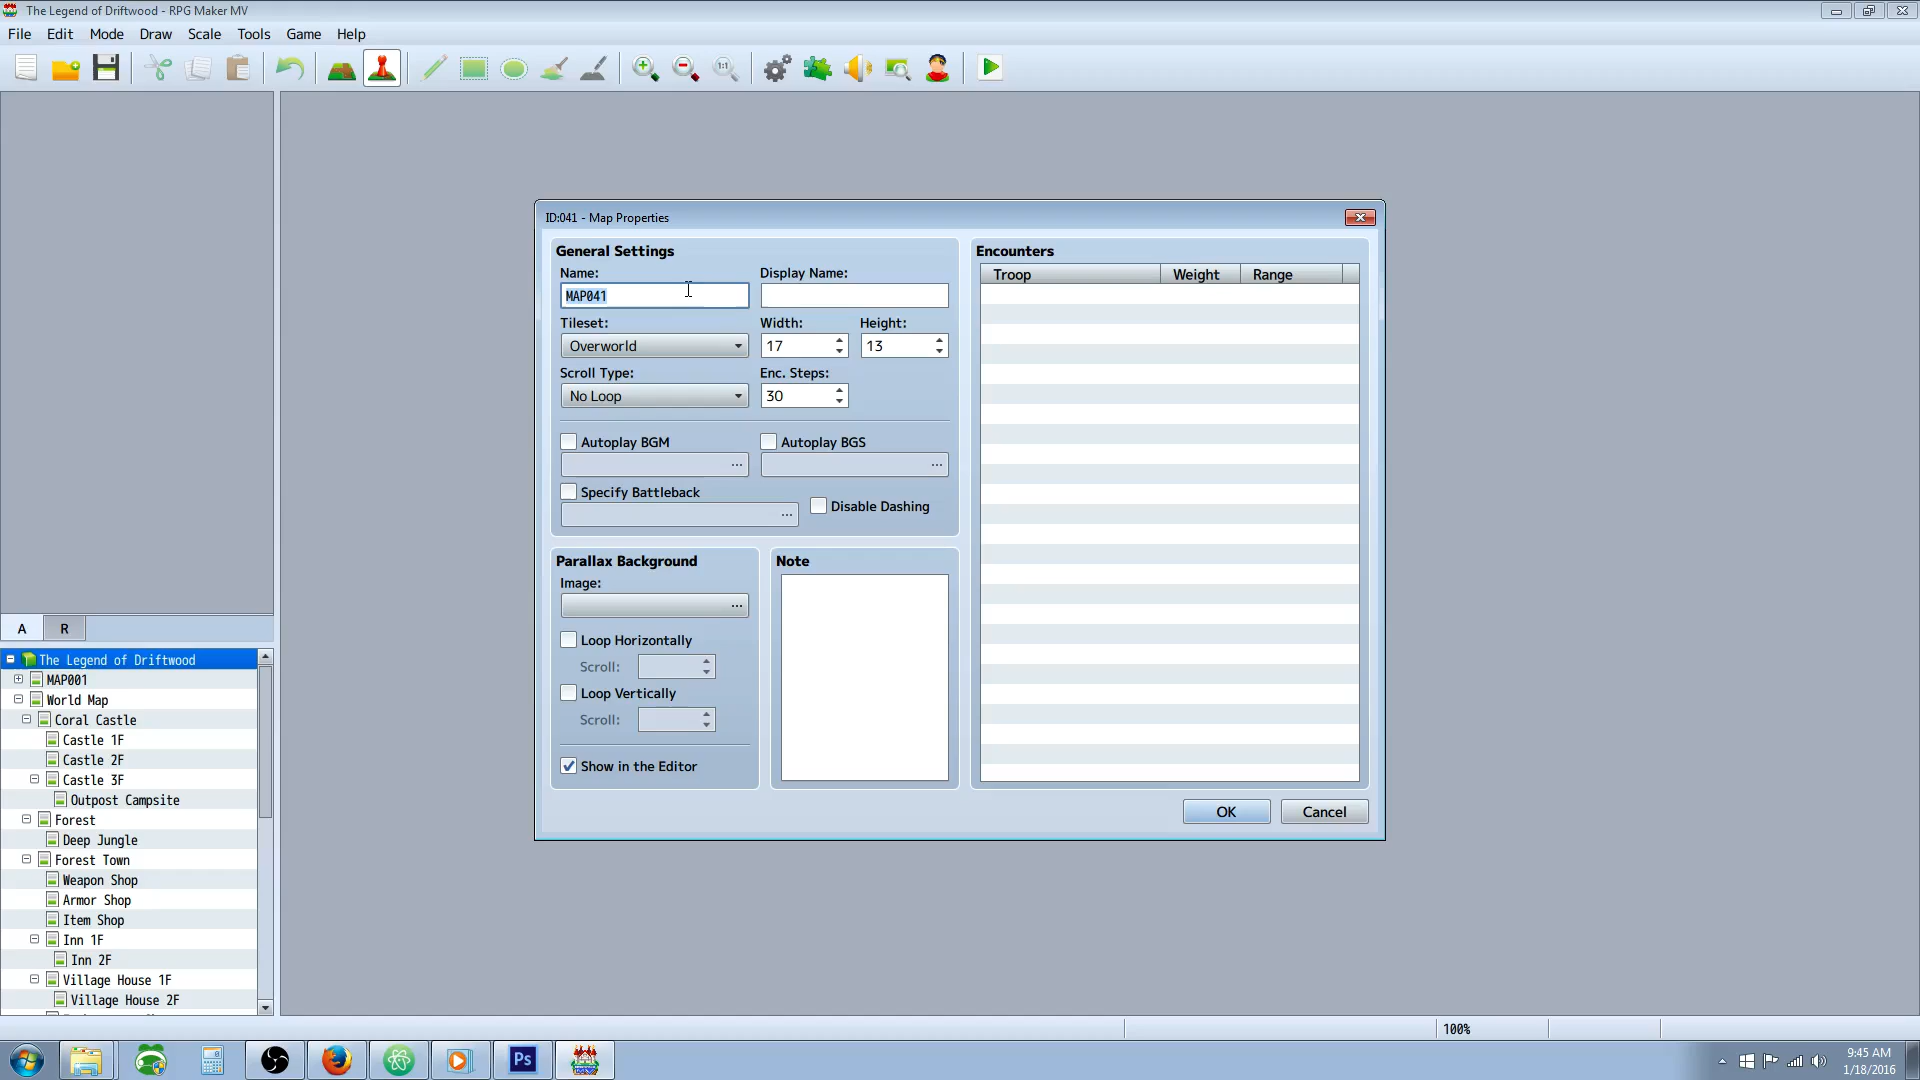 The Legend of Driftwood - RPG Maker MV
File Edit Mode Draw Scale Tools Game Help
1:1
ID:041 - Map Properties
General Settings
Name: Display Name:
MAP041
Tileset: Width: Height:
Overworld 17 13
Scroll Type: Enc. Steps:
No Loop 30
Autoplay BGM Autoplay BGS
... ...
Specify Battleback
Disable Dashing
...
Parallax Background
Image:
...
Loop Horizontally
Scroll:
Loop Vertically
Scroll:
Show in the Editor
Note
Encounters
Troop Weight Range
OK Cancel
A R
The Legend of Driftwood
MAP001
World Map
Coral Castle
Castle 1F
Castle 2F
Castle 3F
Outpost Campsite
Forest
Deep Jungle
Forest Town
Weapon Shop
Armor Shop
Item Shop
Inn 1F
Inn 2F
Village House 1F
Village House 2F
100%
Ps
9:45 AM
1/18/2016